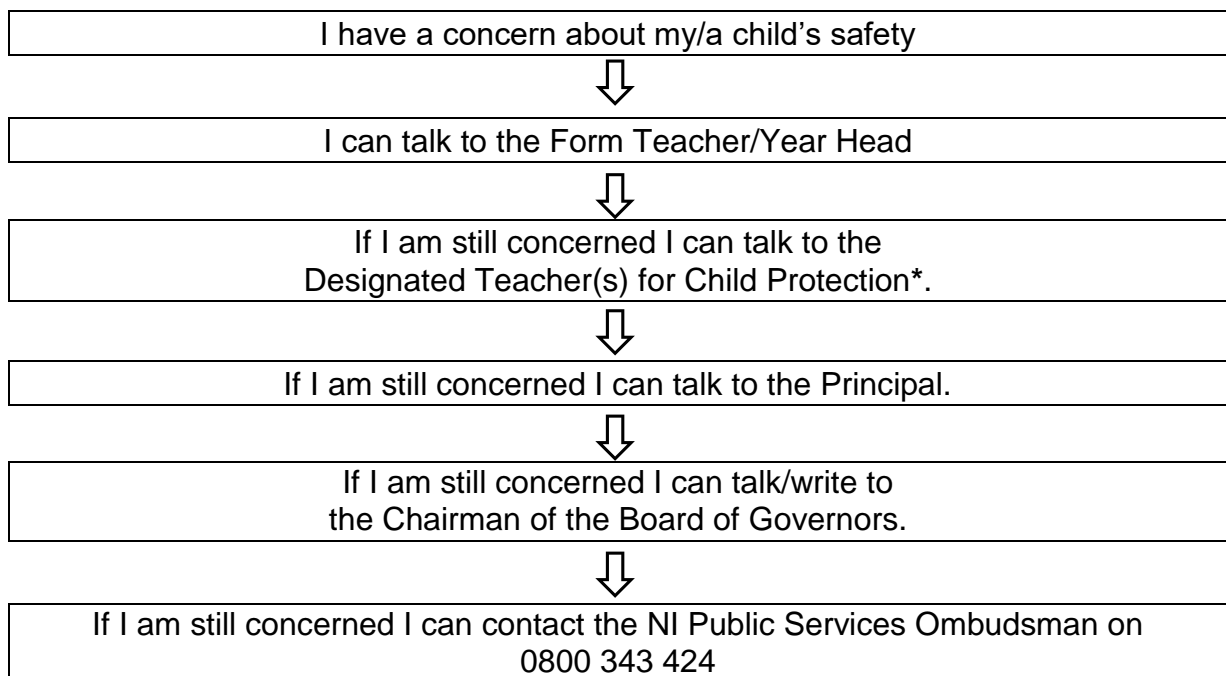 I have a concern about my/a child’s safety
I can talk to the Form Teacher/Year Head
If I am still concerned I can talk to the
Designated Teacher(s) for Child Protection*.
If I am still concerned I can talk to the Principal.
If I am still concerned I can talk/write to
the Chairman of the Board of Governors.
If I am still concerned I can contact the NI Public Services Ombudsman on
0800 343 424